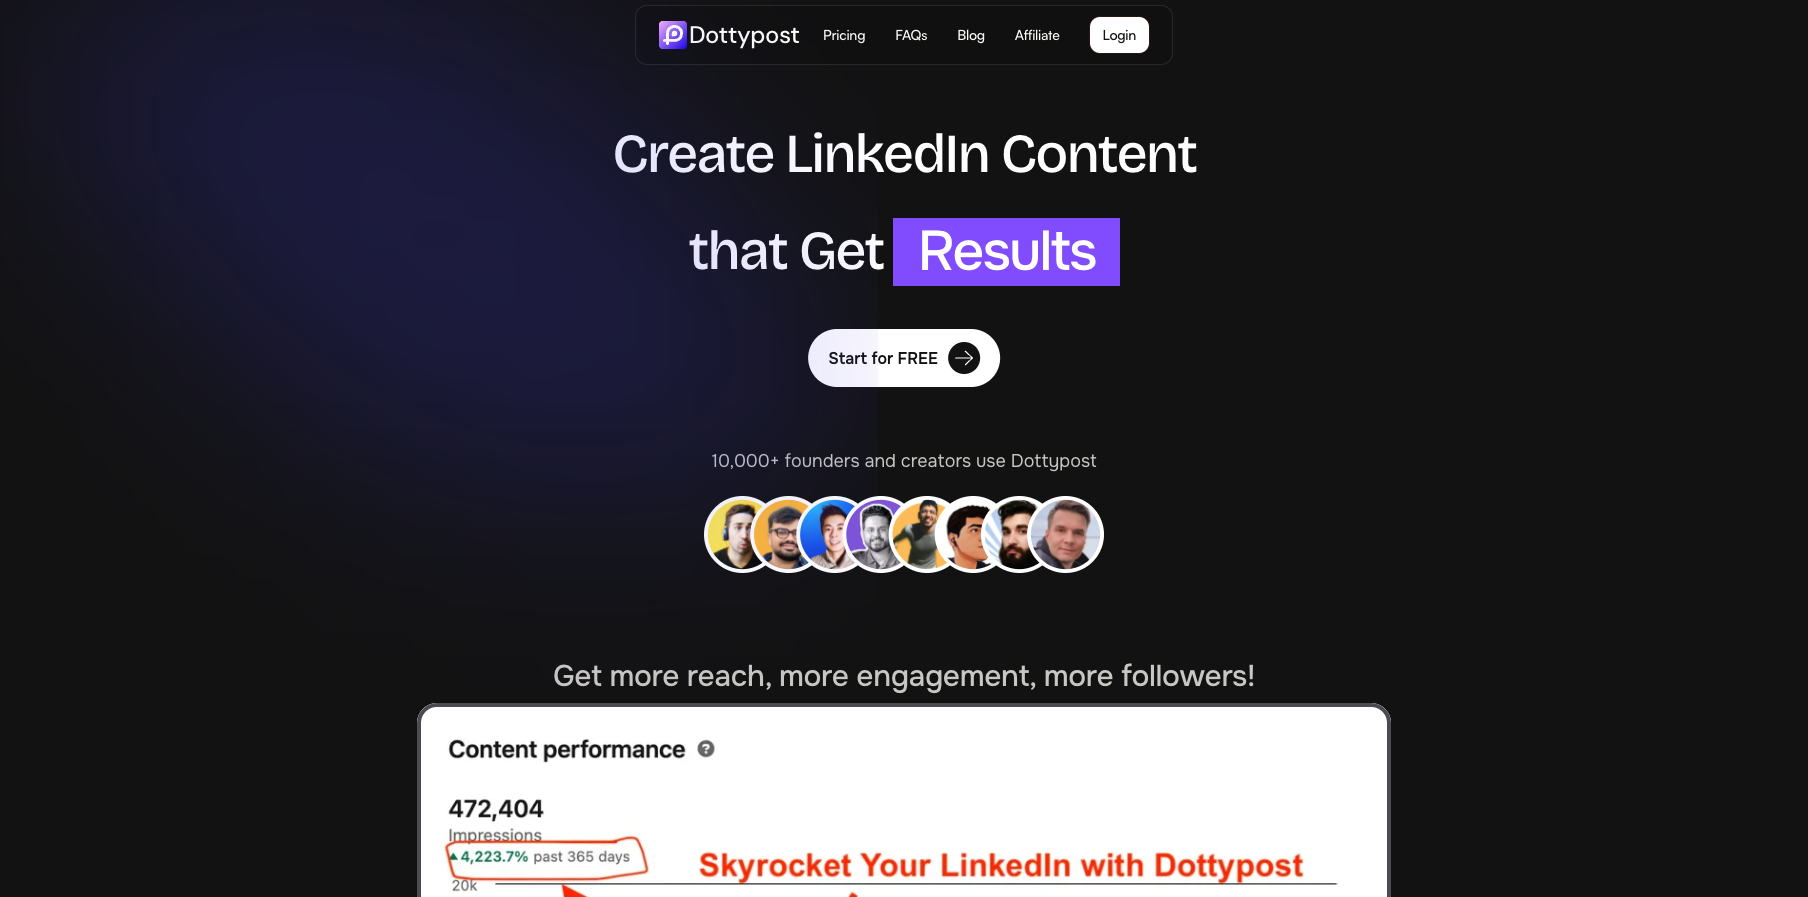 Dottypost Pricing FAQs Blog Affiliate Login
Create LinkedIn Content
that Get Results
Start for FREE
10,000+ founders and creators use Dottypost
Get more reach, more engagement, more followers!
Content performance ?
472,404
Impressions
▲4,223.7% past 365 days
Skyrocket Your LinkedIn with Dottypost
20k